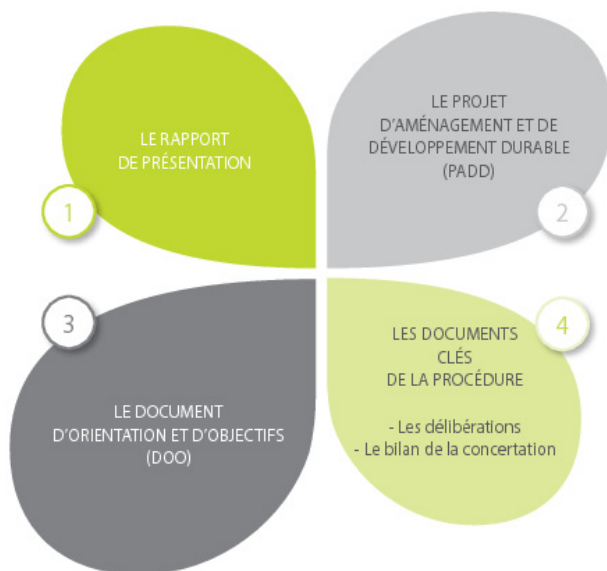 LE RAPPORT
DE PRÉSENTATION
1
LE PROJET
D'AMÉNAGEMENT ET DE
DÉVELOPPEMENT DURABLE
(PADD)
2
3
LE DOCUMENT
D'ORIENTATION ET D'OBJECTIFS
(DOO)
4
LES DOCUMENTS
CLÉS
DE LA PROCÉDURE
- Les délibérations
- Le bilan de la concertation